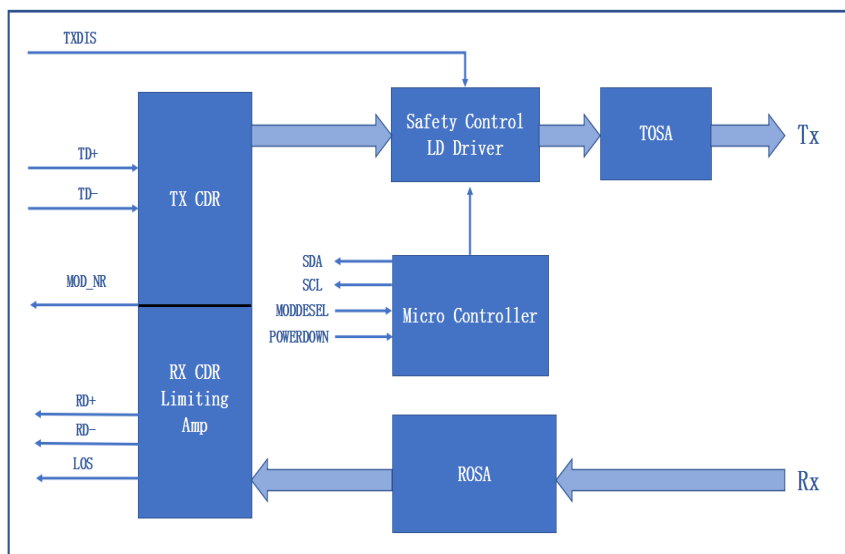 TXDIS
Safety Control
LD Driver
TOSA
Tx
TD+
TD-
TX CDR
MOD_NR
SDA
SCL
MODDESEL
POWERDOWN
Micro Controller
RX CDR
Limiting
Amp
RD+
RD-
LOS
ROSA
Rx